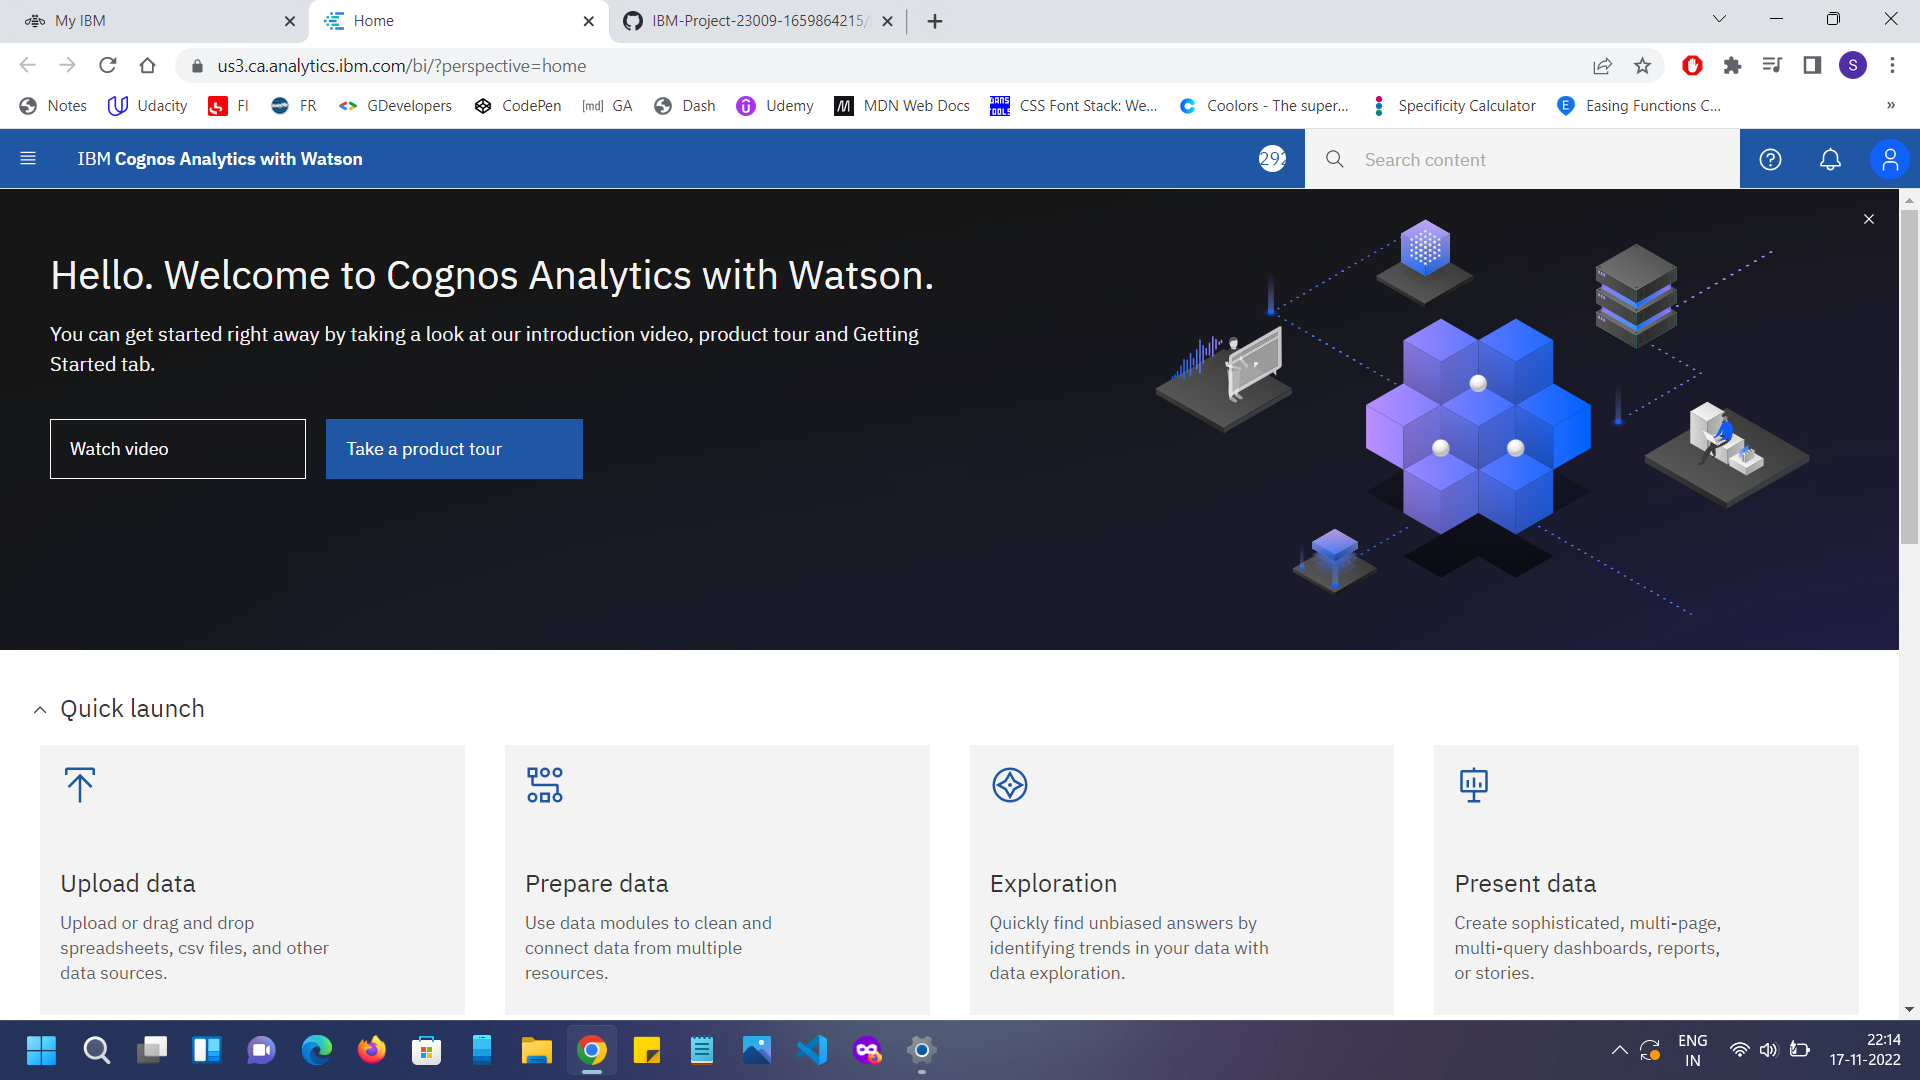 My IBM
Home
IBM-Project-23009-1659864215/
us3.ca.analytics.ibm.com/bi/?perspective=home
S
Notes
Udacity
FI
FR
GDevelopers
CodePen
[md] GA
Dash
Udemy
MDN Web Docs
CSS Font Stack: We...
Coolors - The super...
Specificity Calculator
Easing Functions C...
»
IBM Cognos Analytics with Watson
292
Search content
Hello. Welcome to Cognos Analytics with Watson.
You can get started right away by taking a look at our introduction video, product tour and Getting
Started tab.
Watch video
Take a product tour
Quick launch
Upload data
Upload or drag and drop
spreadsheets, csv files, and other
data sources.
Prepare data
Use data modules to clean and
connect data from multiple
resources.
Exploration
Quickly find unbiased answers by
identifying trends in your data with
data exploration.
Present data
Create sophisticated, multi-page,
multi-query dashboards, reports,
or stories.
ENG
IN
22:14
17-11-2022